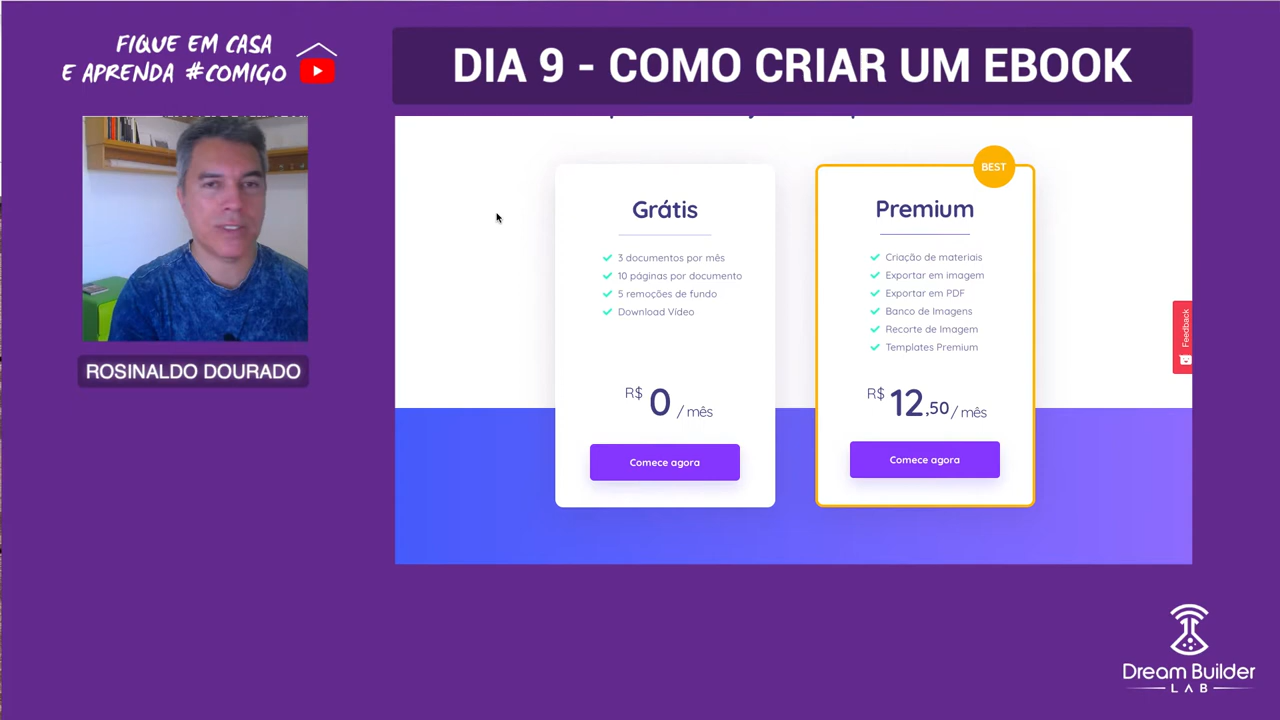 FIQUE EM CASA
E APRENDA #COMIGO
DIA 9 - COMO CRIAR UM EBOOK
ROSINALDO DOURADO
BEST
Grátis
3 documentos por mês
10 páginas por documento
5 remoções de fundo
Download Vídeo
R$ 0 / mês
Comece agora
Premium
Criação de materiais
Exportar em imagem
Exportar em PDF
Banco de Imagens
Recorte de Imagem
Templates Premium
R$ 12,50 / mês
Comece agora
Feedback
Dream Builder
LAB